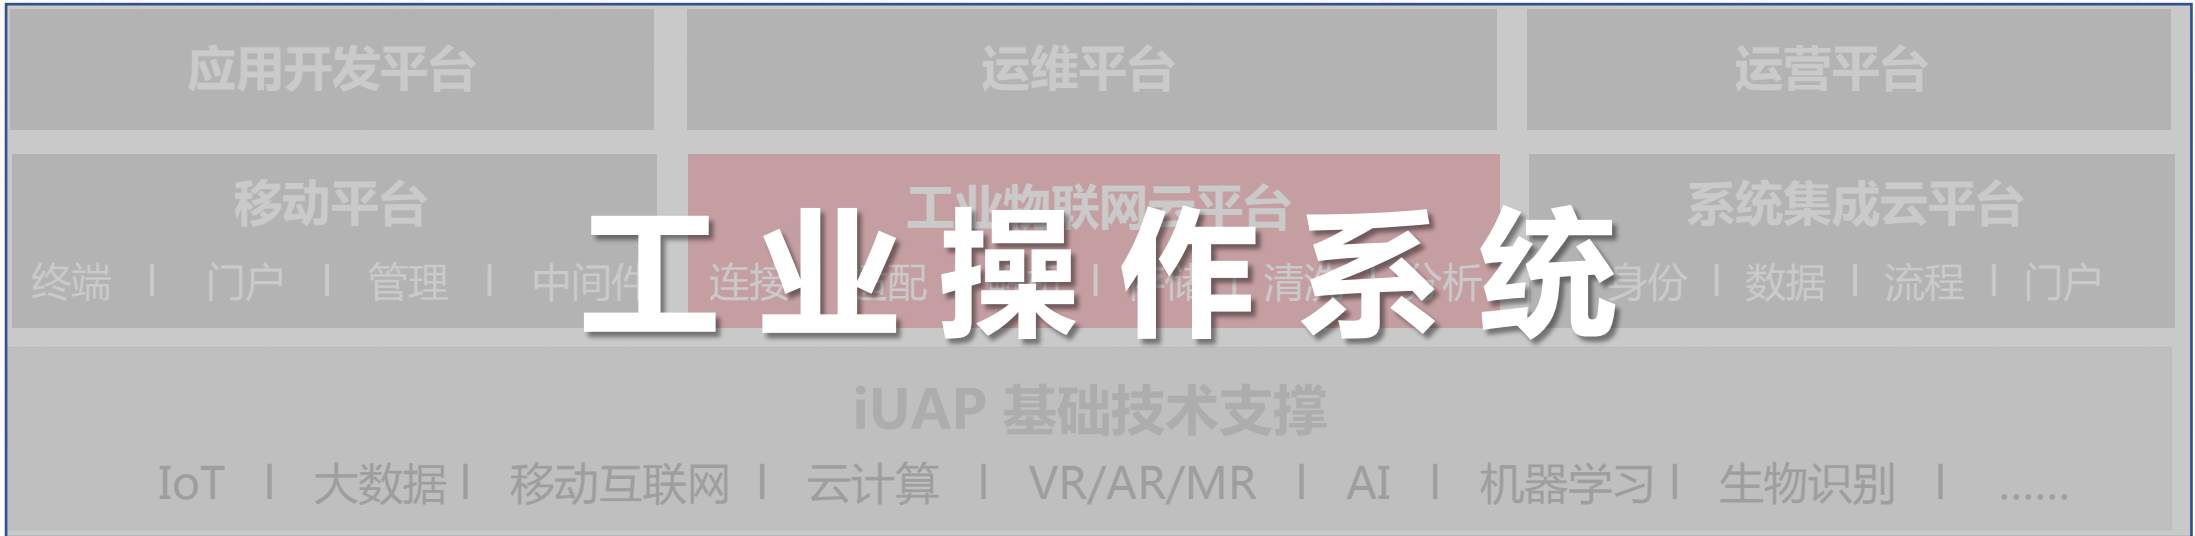 应用开发平台 运维平台 运营平台
移动平台 工业物联网云平台 系统集成云平台
工业操作系统
终端 | 门户 | 管理 | 中间件 连接 适配 | 存储 | 清洗 | 分析 身份 | 数据 | 流程 | 门户
iUAP 基础技术支撑
IoT | 大数据 | 移动互联网 | 云计算 | VR/AR/MR | AI | 机器学习 | 生物识别 | ……